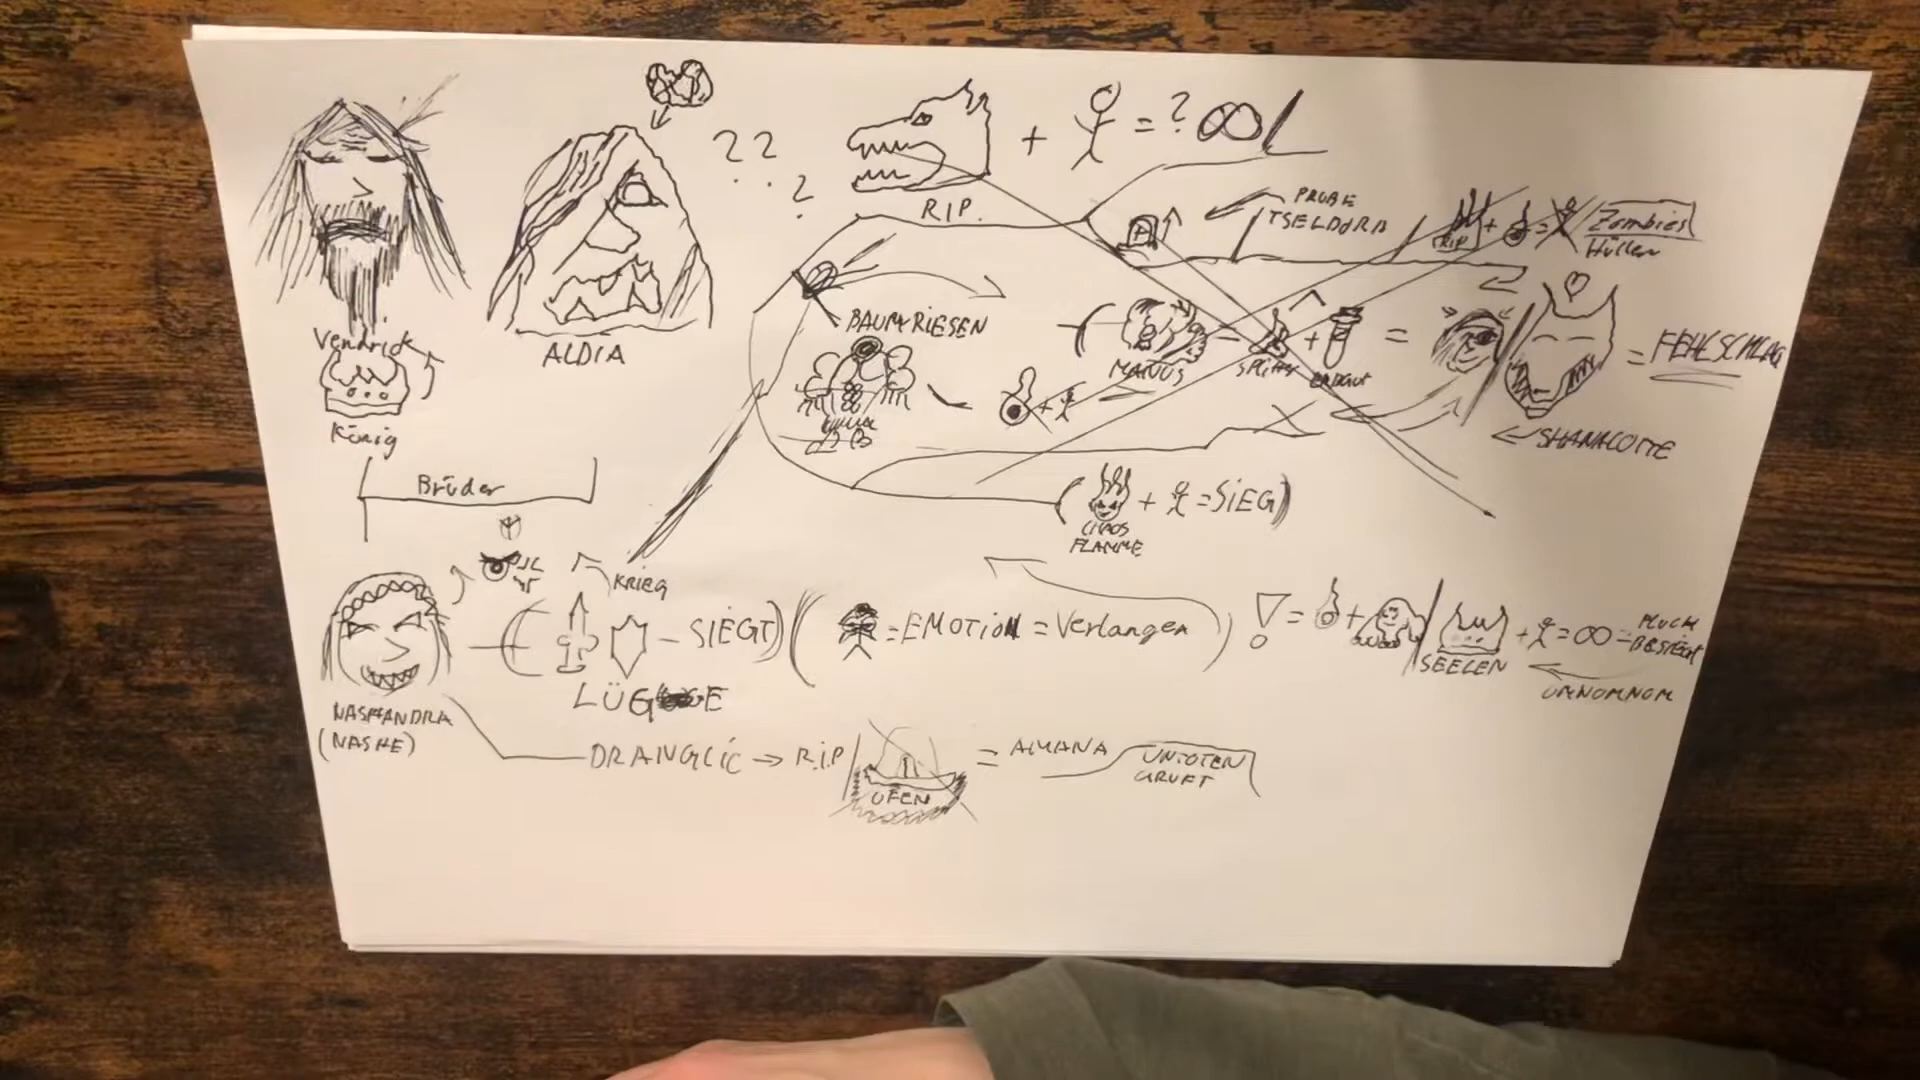 ?? + = ? ∞
?
R.I.P.
PROBE
TSELDORA
RIP + =
Zombies
Hüllen
Vendrick
König
ALDIA
BAUMRIESEN
MANUS
+ =
= FEHLSCHLAG
+
SHANALOTTE
Brüder
( + = SIEG)
CHAOS
FLAMME
KRIEG
( – SIEGT) ( = EMOTION = Verlangen ) ! = + / + = ∞ =
LÜGE
SEELEN
FLUCH
BESIEGT
OMNOMNOM
NASHANDRA
(NASHE)
DRANGLIC → R.I.P / = ALMANA
OFEN
UNTOTEN
GRUFT